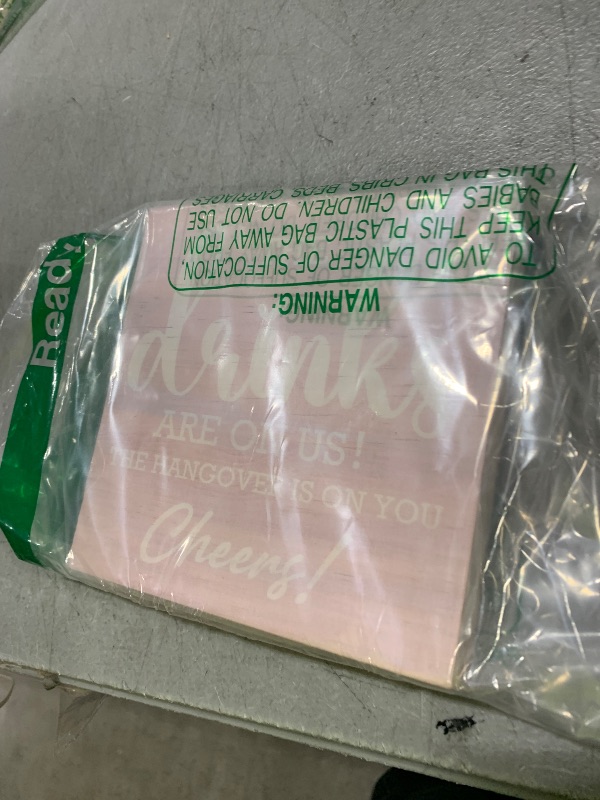 drinks
ARE ON US!
THE HANGOVER IS ON YOU
Cheers!
WARNING:
TO AVOID DANGER OF SUFFOCATION,
KEEP THIS PLASTIC BAG AWAY FROM
BABIES AND CHILDREN. DO NOT USE
THIS BAG IN CRIBS, BEDS, CARRIAGES
WARNING:
Ready